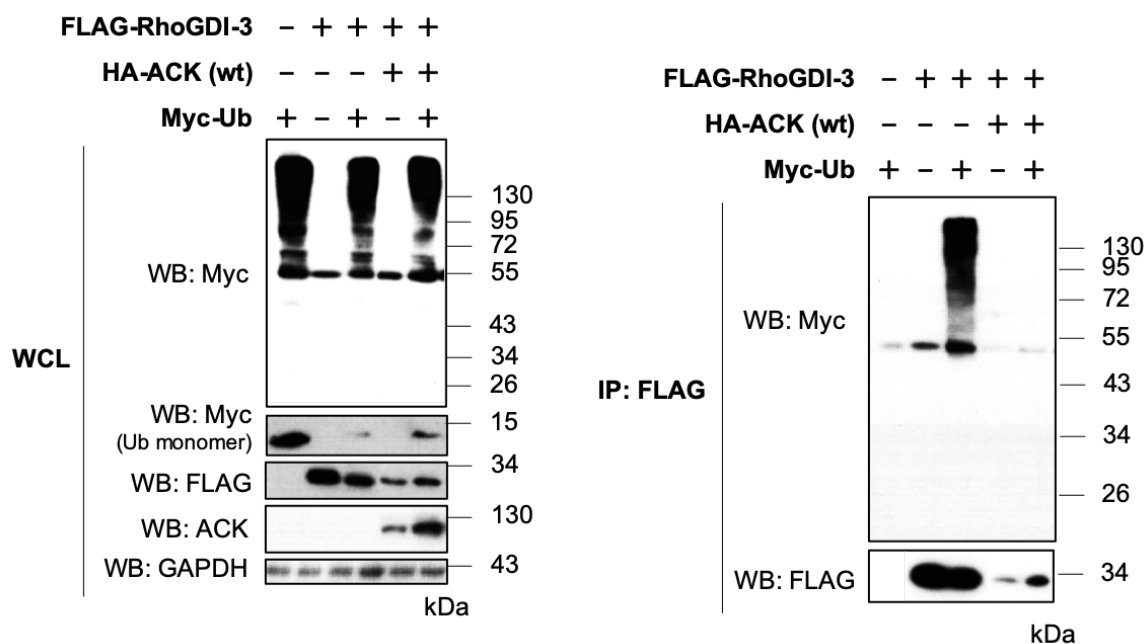 FLAG-RhoGDI-3 – + + + +
HA-ACK (wt) – – – + +
Myc-Ub + – + – +
WCL
WB: Myc
130
95
72
55
43
34
26
WB: Myc
(Ub monomer)
15
WB: FLAG
34
WB: ACK
130
WB: GAPDH
43
kDa
FLAG-RhoGDI-3 – + + + +
HA-ACK (wt) – – – + +
Myc-Ub + – + – +
IP: FLAG
WB: Myc
130
95
72
55
43
34
26
WB: FLAG
34
kDa